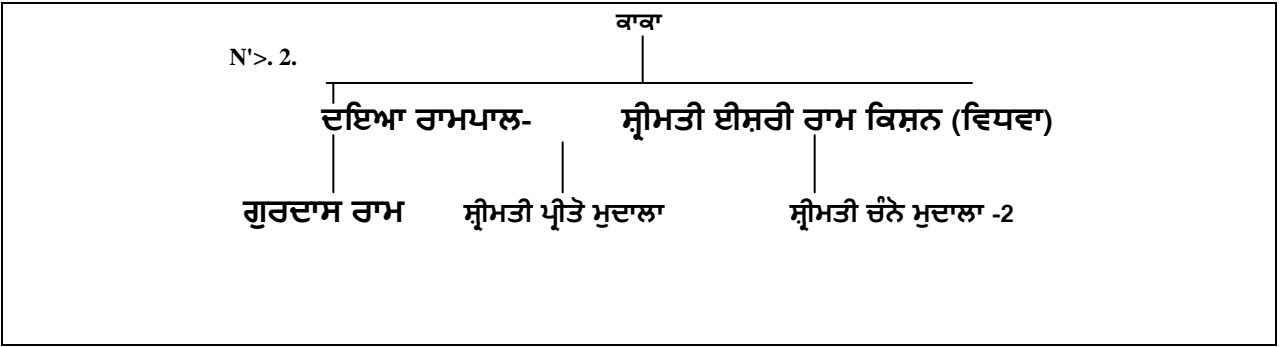 ਕਾਕਾ
N'>. 2.
ਦਇਆ ਰਾਮਪਾਲ- ਸ਼੍ਰੀਮਤੀ ਈਸ਼ਰੀ ਰਾਮ ਕਿਸ਼ਨ (ਵਿਧਵਾ)
ਗੁਰਦਾਸ ਰਾਮ ਸ਼੍ਰੀਮਤੀ ਪ੍ਰੀਤੋ ਮੁਦਾਲਾ ਸ਼੍ਰੀਮਤੀ ਚੰਨੋ ਮੁਦਾਲਾ -2